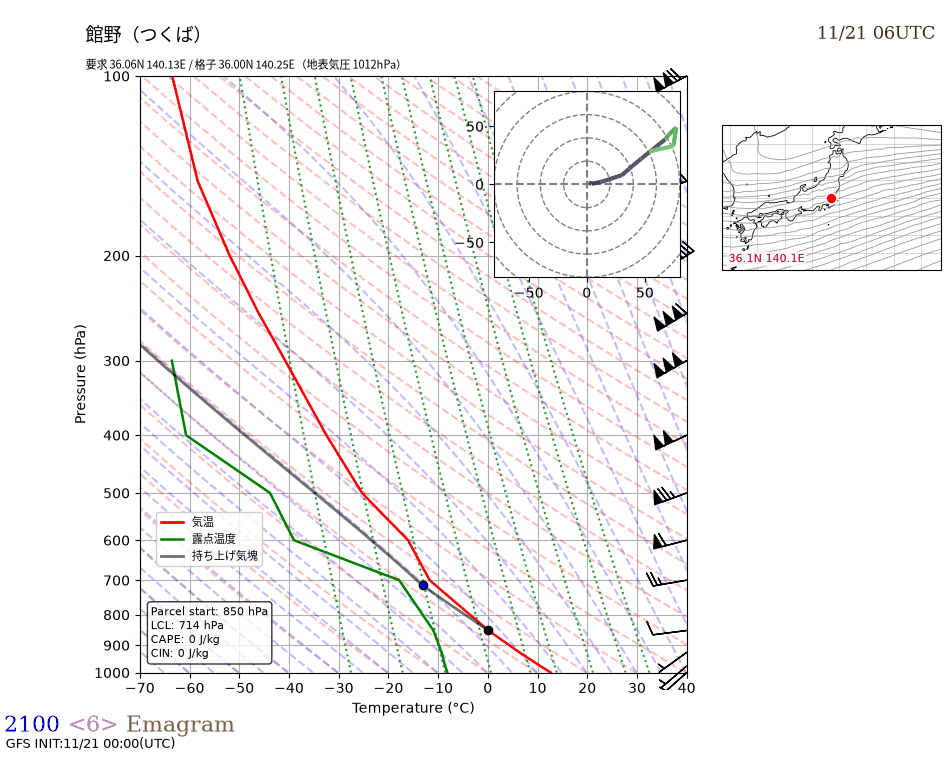 館野（つくば）
11/21 06UTC
要求 36.06N 140.13E / 格子 36.00N 140.25E（地表気圧 1012hPa）
100
200
300
400
500
600
700
800
900
1000
Pressure (hPa)
50
0
−50
−50 0 50
36.1N 140.1E
気温
露点温度
持ち上げ気塊
Parcel start: 850 hPa
LCL: 714 hPa
CAPE: 0 J/kg
CIN: 0 J/kg
−70 −60 −50 −40 −30 −20 −10 0 10 20 30 40
Temperature (°C)
2100 <6> Emagram
GFS INIT:11/21 00:00(UTC)